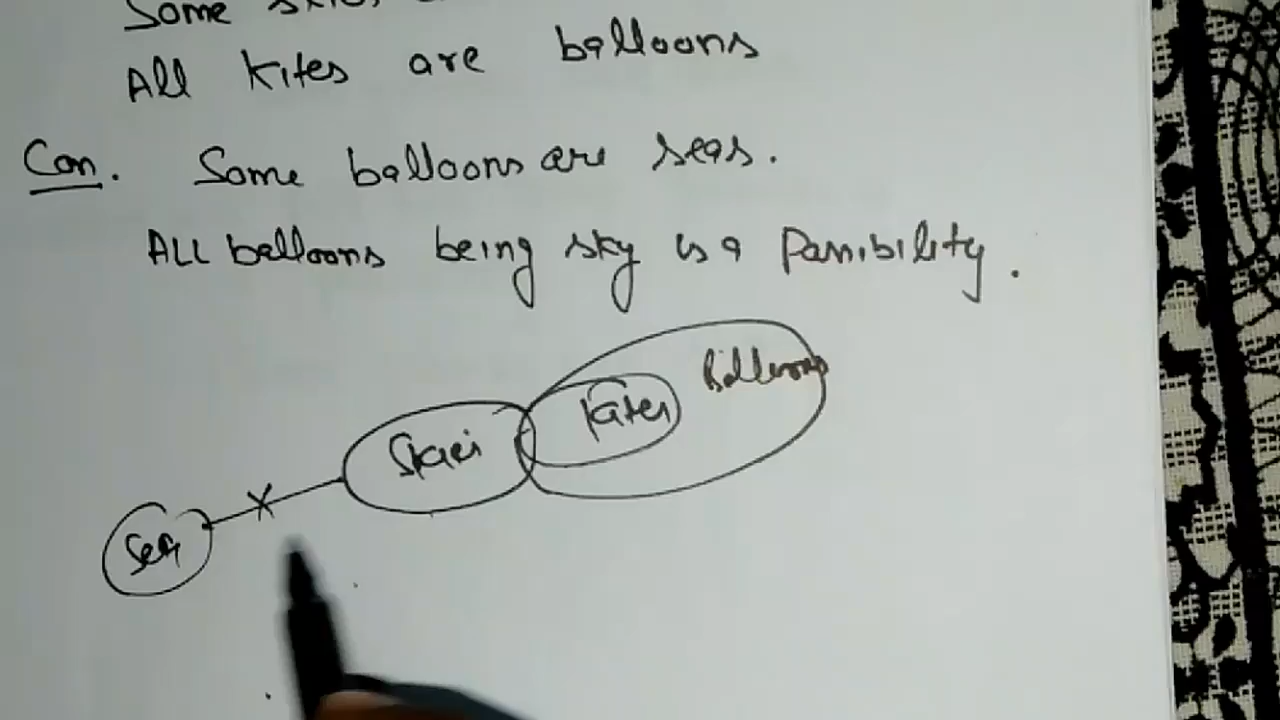 Some
All Kites are balloons
Con. Some balloons are seas.
ALL balloons being sky is a Possibility.
Balloons
Kites
Skies
Sea